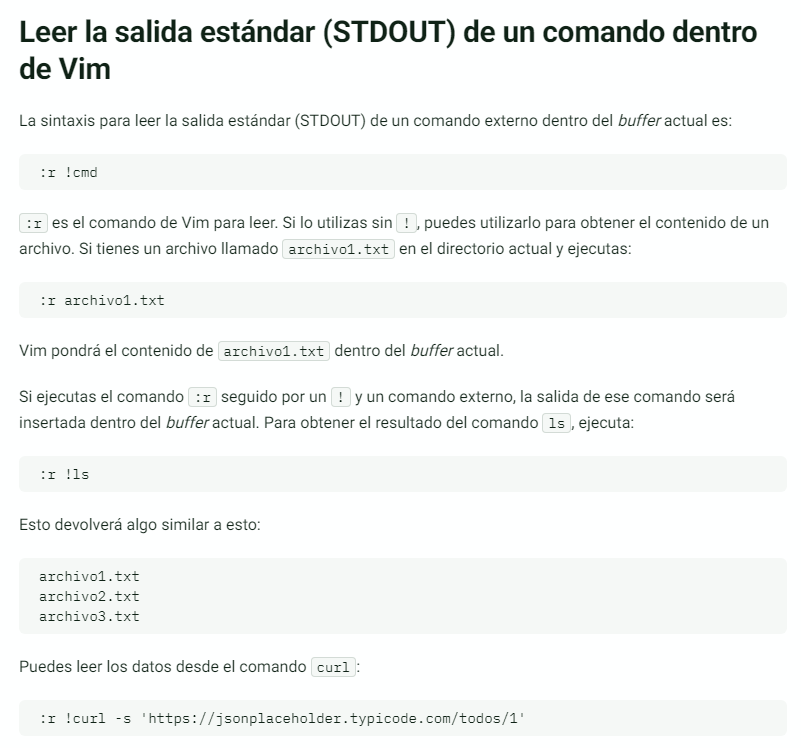 Leer la salida estándar (STDOUT) de un comando dentro
de Vim
La sintaxis para leer la salida estándar (STDOUT) de un comando externo dentro del buffer actual es:
:r !cmd
:r es el comando de Vim para leer. Si lo utilizas sin !, puedes utilizarlo para obtener el contenido de un
archivo. Si tienes un archivo llamado archivo1.txt en el directorio actual y ejecutas:
:r archivo1.txt
Vim pondrá el contenido de archivo1.txt dentro del buffer actual.
Si ejecutas el comando :r seguido por un ! y un comando externo, la salida de ese comando será
insertada dentro del buffer actual. Para obtener el resultado del comando ls, ejecuta:
:r !ls
Esto devolverá algo similar a esto:
archivo1.txt
archivo2.txt
archivo3.txt
Puedes leer los datos desde el comando curl:
:r !curl -s 'https://jsonplaceholder.typicode.com/todos/1'